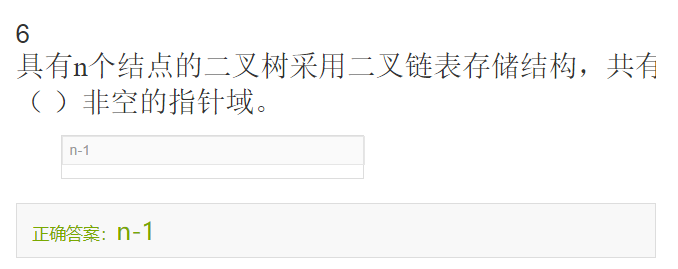 6
具有n个结点的二叉树采用二叉链表存储结构，共有
（ ）非空的指针域。
n-1
正确答案：n-1